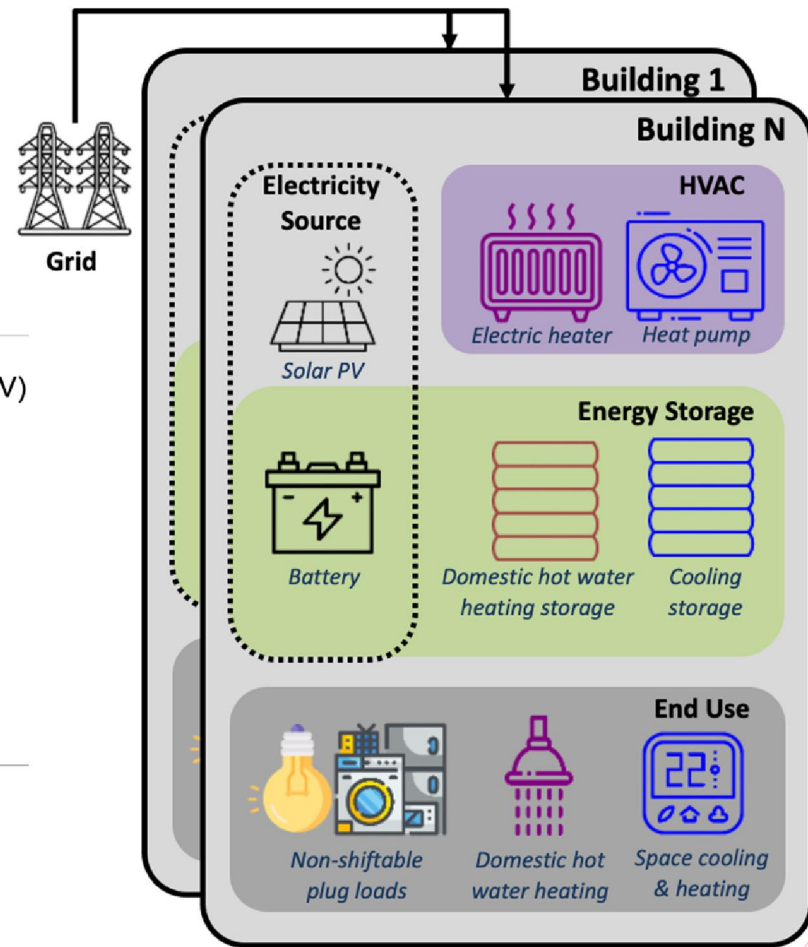 Building 1
Building N
Grid
V)
Electricity
Source
Solar PV
HVAC
Electric heater
Heat pump
Energy Storage
Battery
- +
Domestic hot water
heating storage
Cooling
storage
End Use
22
Non-shiftable
plug loads
Domestic hot
water heating
Space cooling
& heating